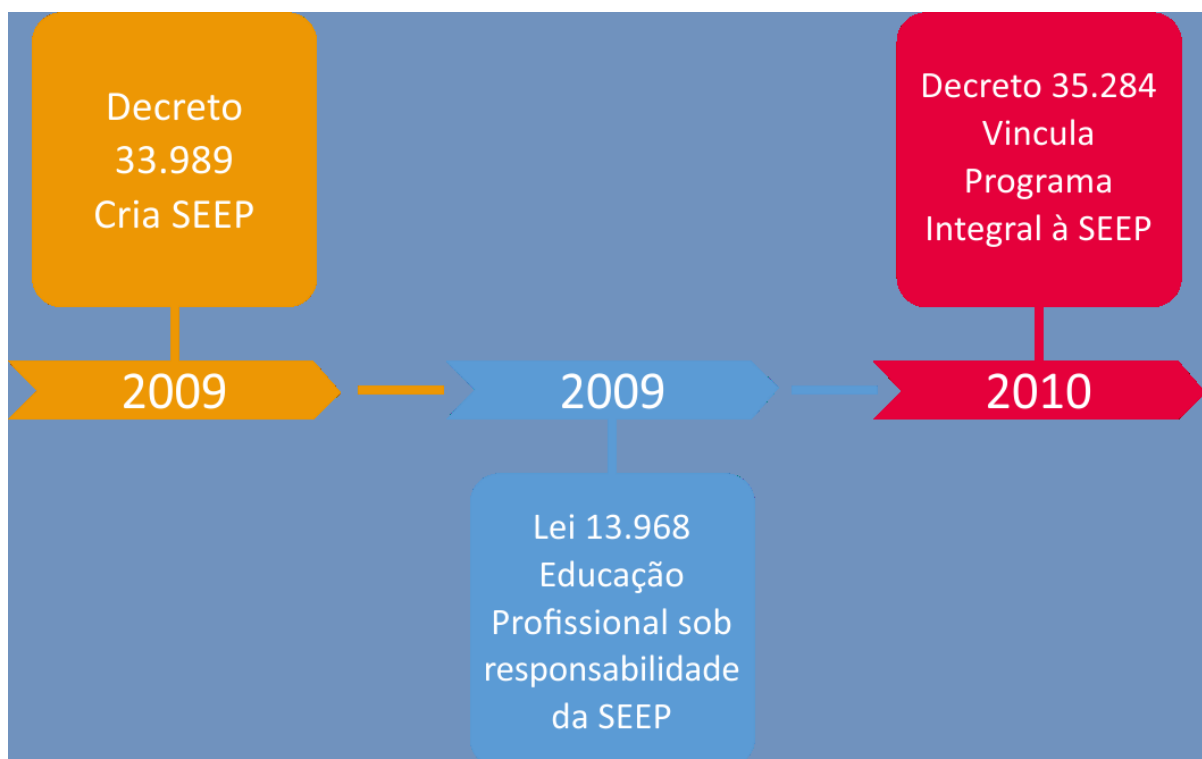 Decreto
33.989
Cria SEEP
2009
2009
Lei 13.968
Educação
Profissional sob
responsabilidade
da SEEP
Decreto 35.284
Vincula
Programa
Integral à SEEP
2010